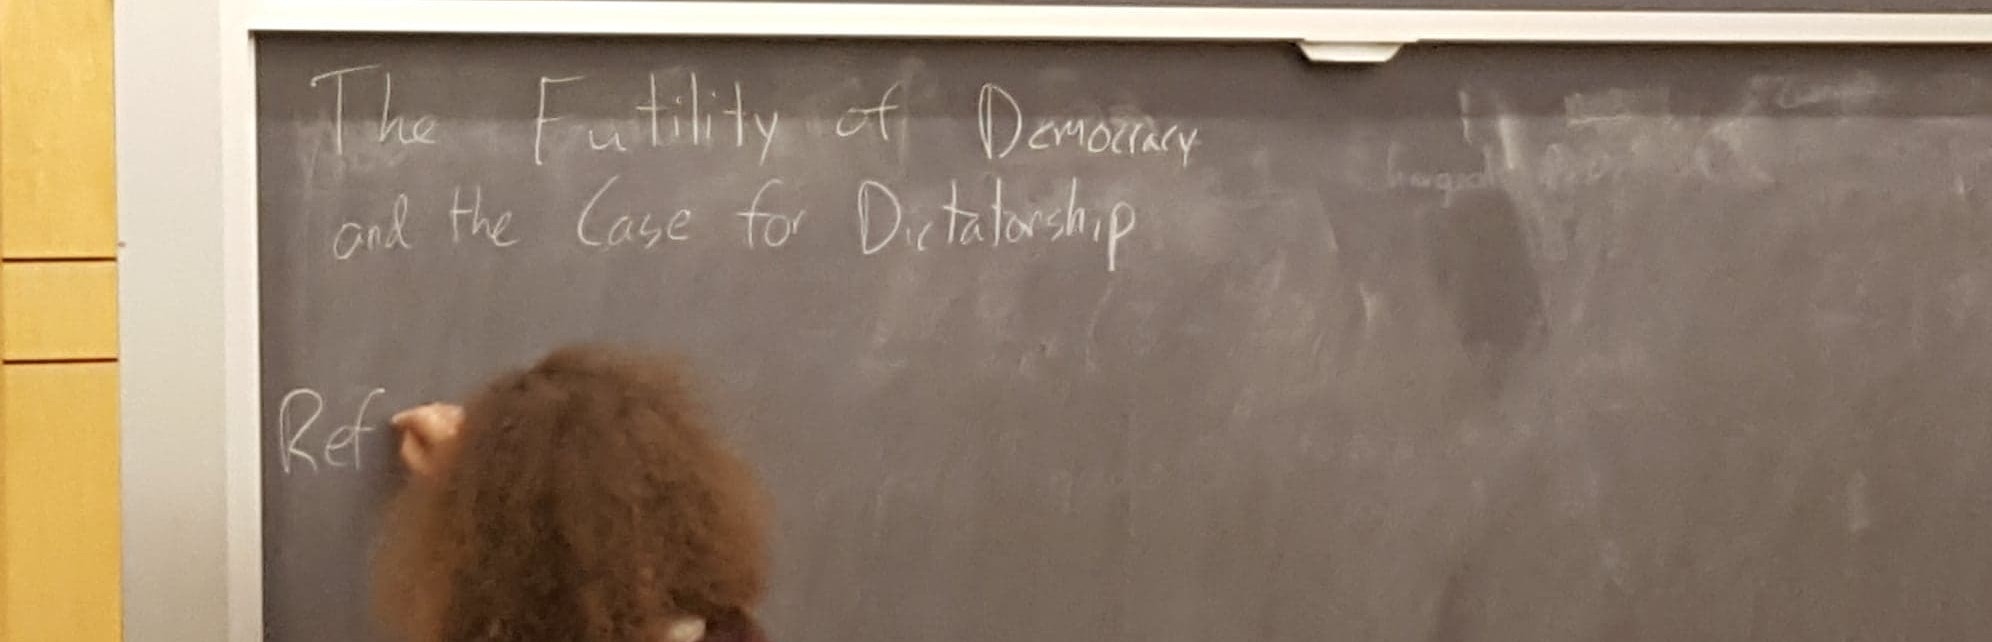 The Futility of Democracy
and the Case for Dictatorship
Ref